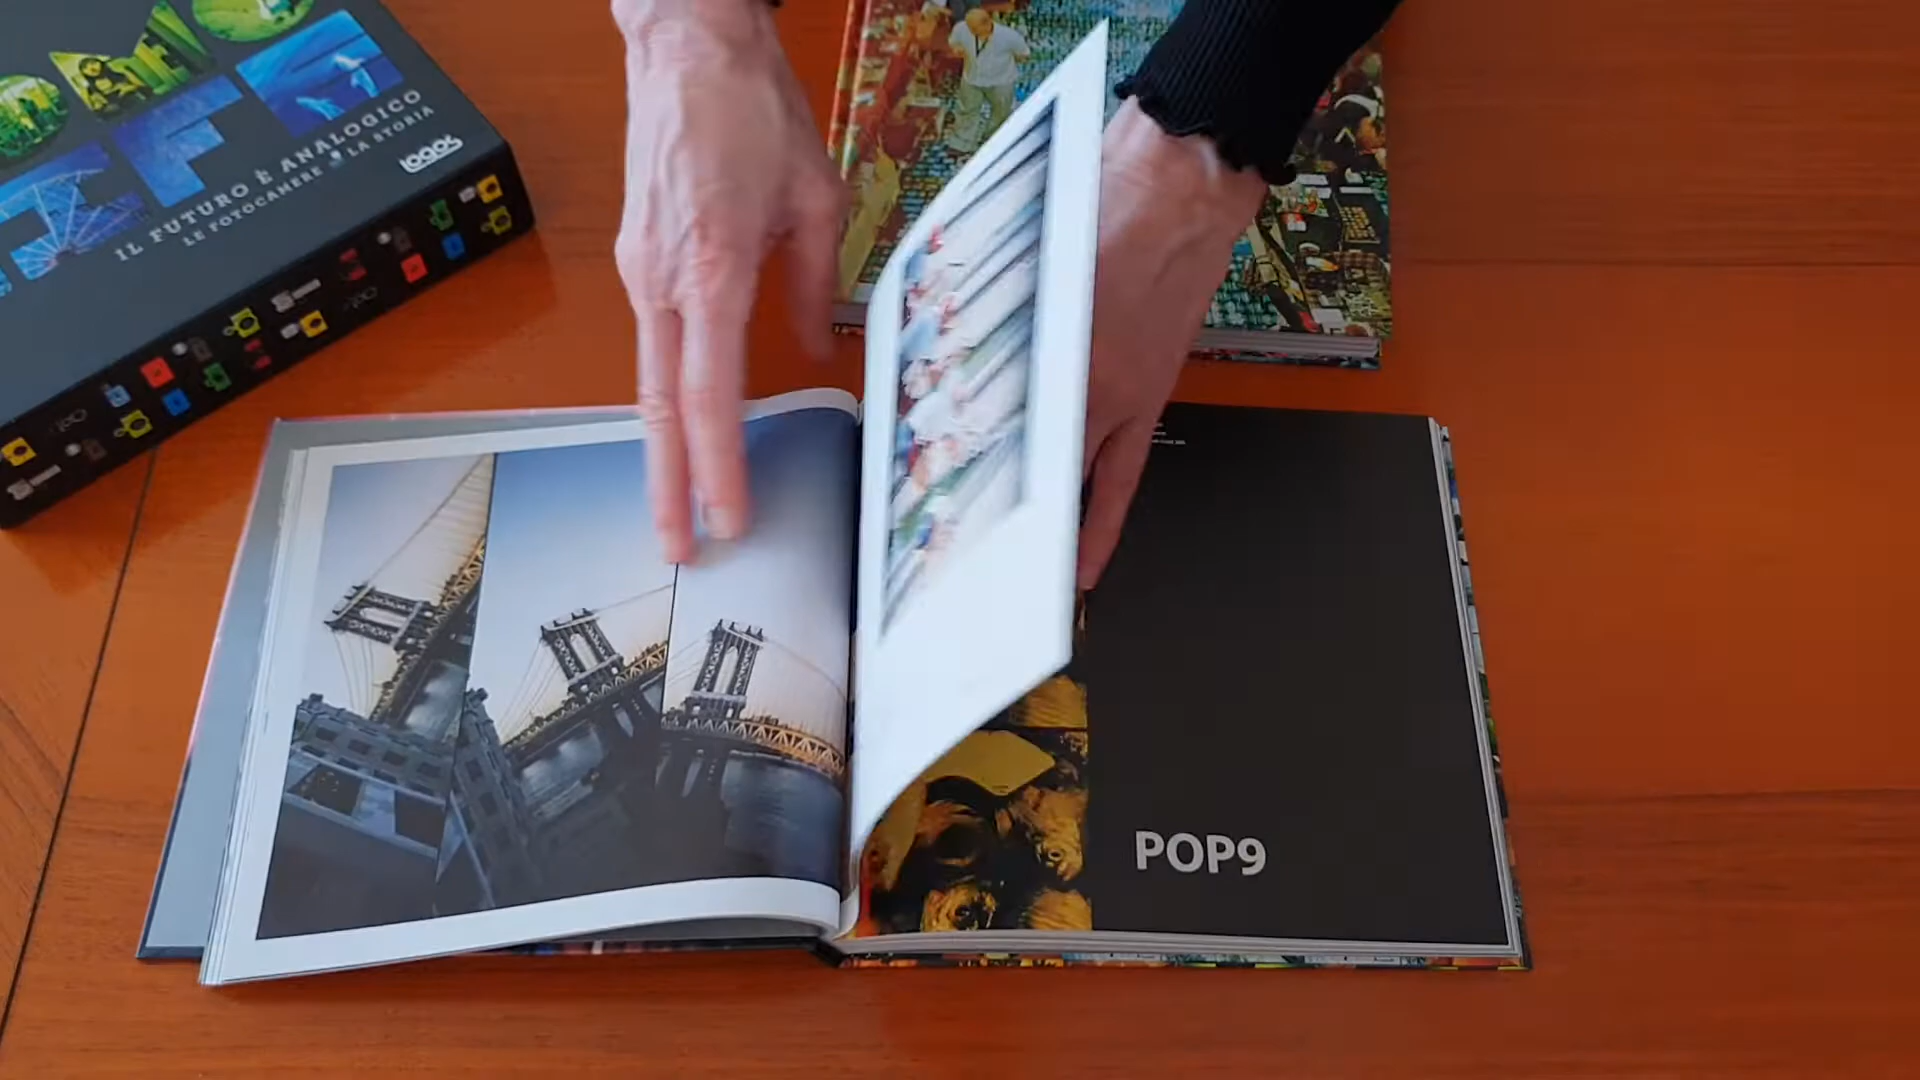 IL FUTURO È ANALOGICO
LE FOTOCAMERE LA STORIA
LOGOS
POP9